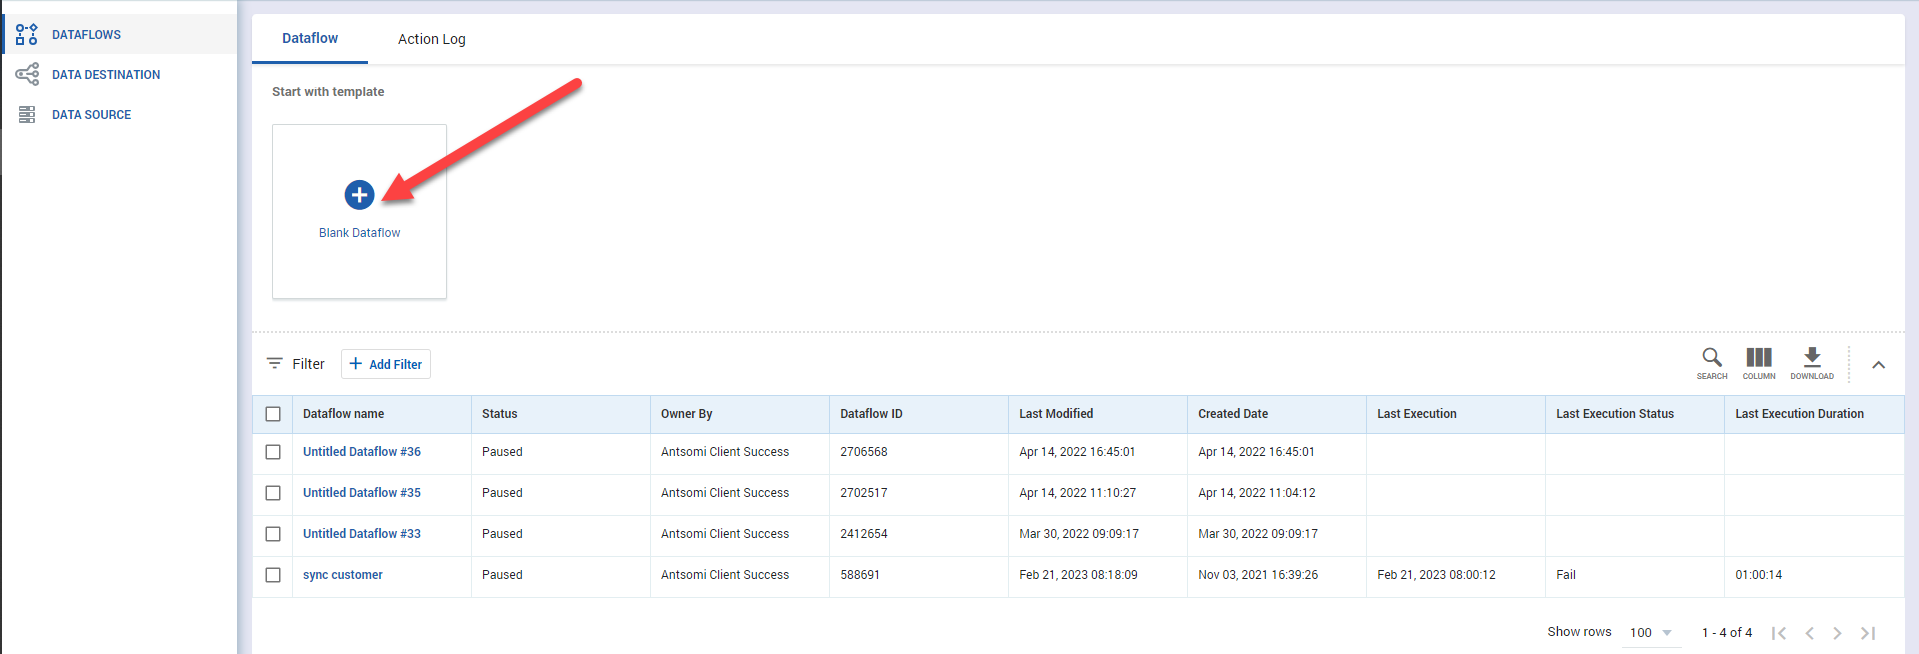 DATAFLOWS
DATA DESTINATION
DATA SOURCE
Dataflow Action Log
Start with template
Blank Dataflow
Filter Add Filter SEARCH COLUMN DOWNLOAD
Dataflow name Status Owner By Dataflow ID Last Modified Created Date Last Execution Last Execution Status Last Execution Duration
Untitled Dataflow #36 Paused Antsomi Client Success 2706568 Apr 14, 2022 16:45:01 Apr 14, 2022 16:45:01
Untitled Dataflow #35 Paused Antsomi Client Success 2702517 Apr 14, 2022 11:10:27 Apr 14, 2022 11:04:12
Untitled Dataflow #33 Paused Antsomi Client Success 2412654 Mar 30, 2022 09:09:17 Mar 30, 2022 09:09:17
sync customer Paused Antsomi Client Success 588691 Feb 21, 2023 08:18:09 Nov 03, 2021 16:39:26 Feb 21, 2023 08:00:12 Fail 01:00:14
Show rows 100 1 - 4 of 4